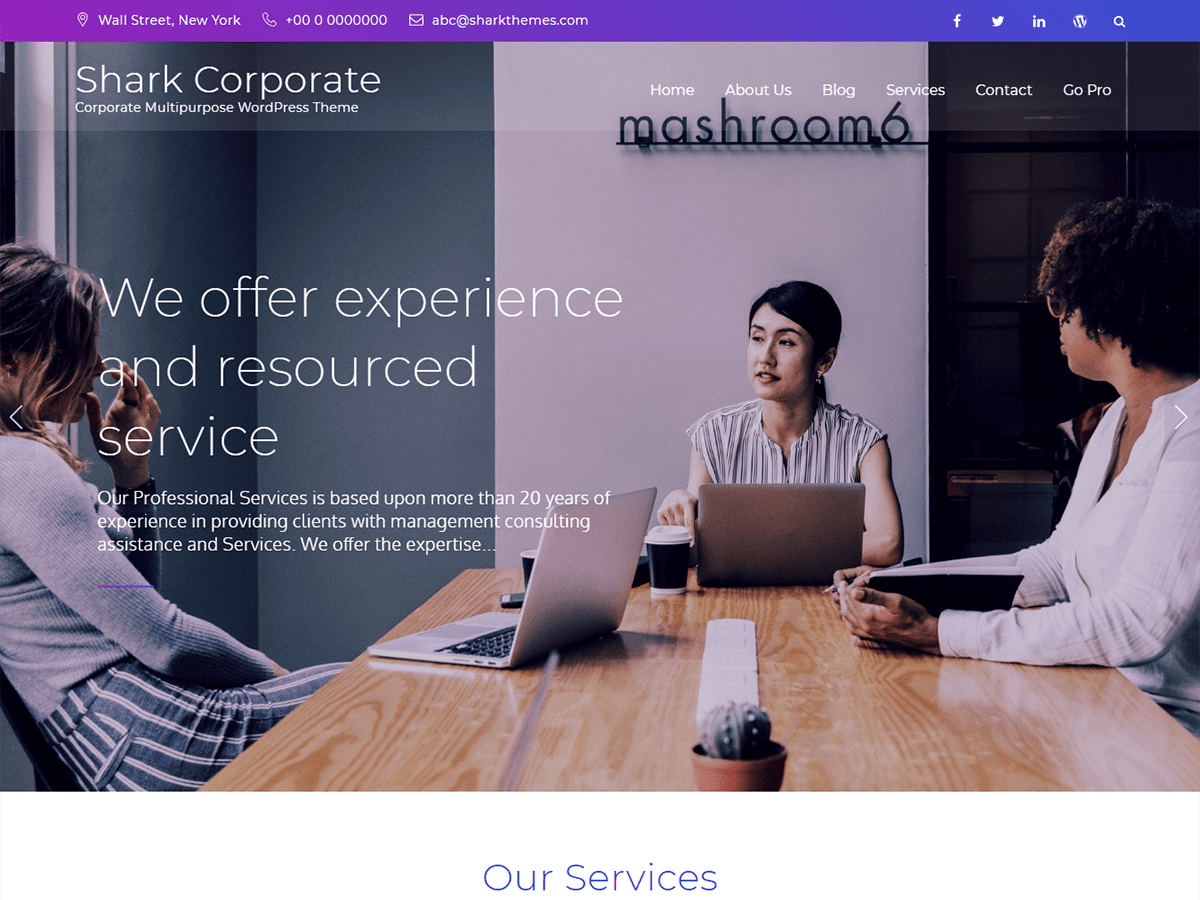 Wall Street, New York +00 0 0000000 abc@sharkthemes.com
Shark Corporate
Corporate Multipurpose WordPress Theme
Home About Us Blog Services Contact Go Pro
mashroom6
We offer experience
and resourced
service
Our Professional Services is based upon more than 20 years of
experience in providing clients with management consulting
assistance and Services. We offer the expertise...
Our Services